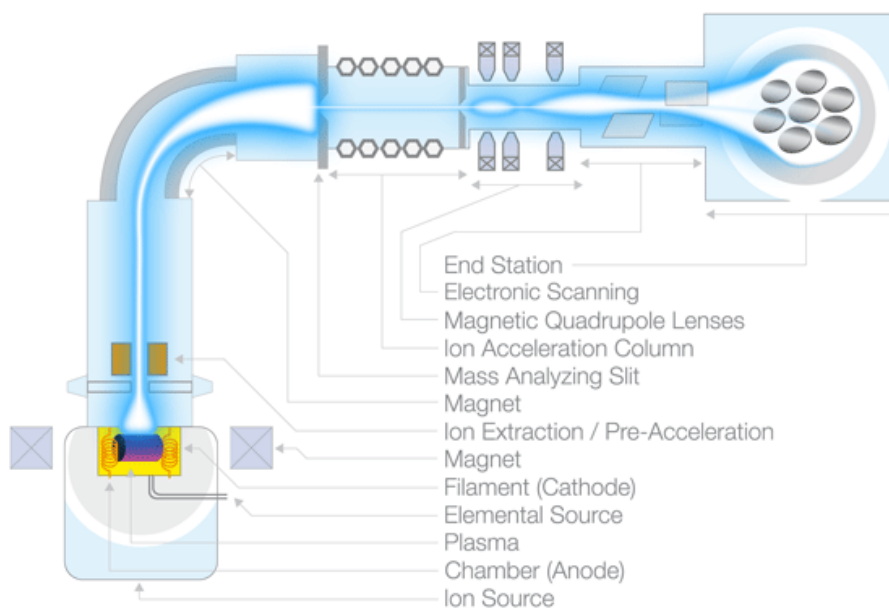 End Station
Electronic Scanning
Magnetic Quadrupole Lenses
Ion Acceleration Column
Mass Analyzing Slit
Magnet
Ion Extraction / Pre-Acceleration
Magnet
Filament (Cathode)
Elemental Source
Plasma
Chamber (Anode)
Ion Source